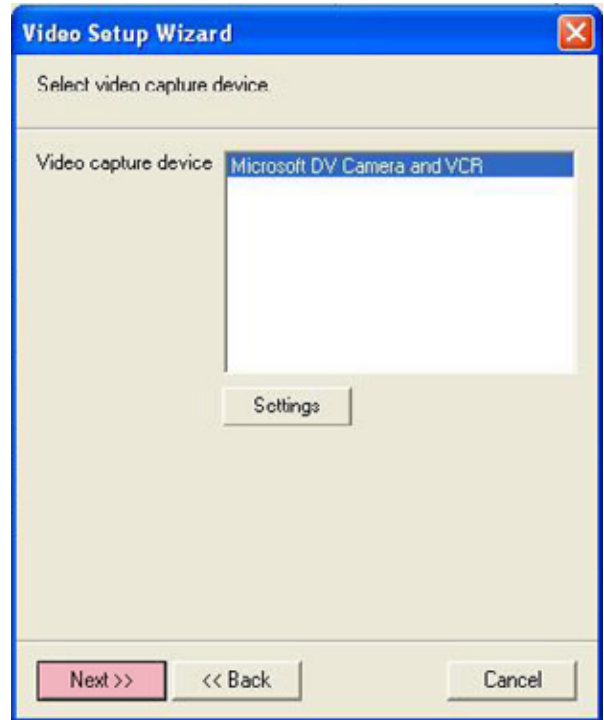 Video Setup Wizard
Select video capture device
Video capture device
Microsoft DV Camera and VCR
Settings
Next >>
<< Back
Cancel